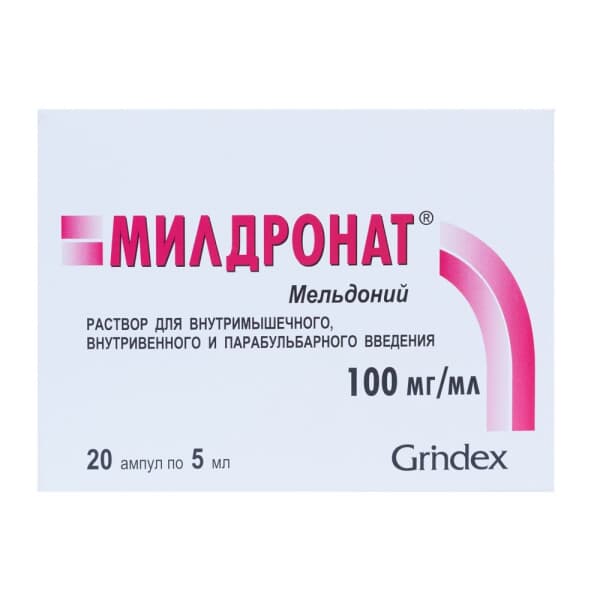 МИЛДРОНАТ®
Мельдоний
РАСТВОР ДЛЯ ВНУТРИМЫШЕЧНОГО,
ВНУТРИВЕННОГО И ПАРАБУЛЬБАРНОГО ВВЕДЕНИЯ
100 мг/мл
20 ампул по 5 мл
Grindex